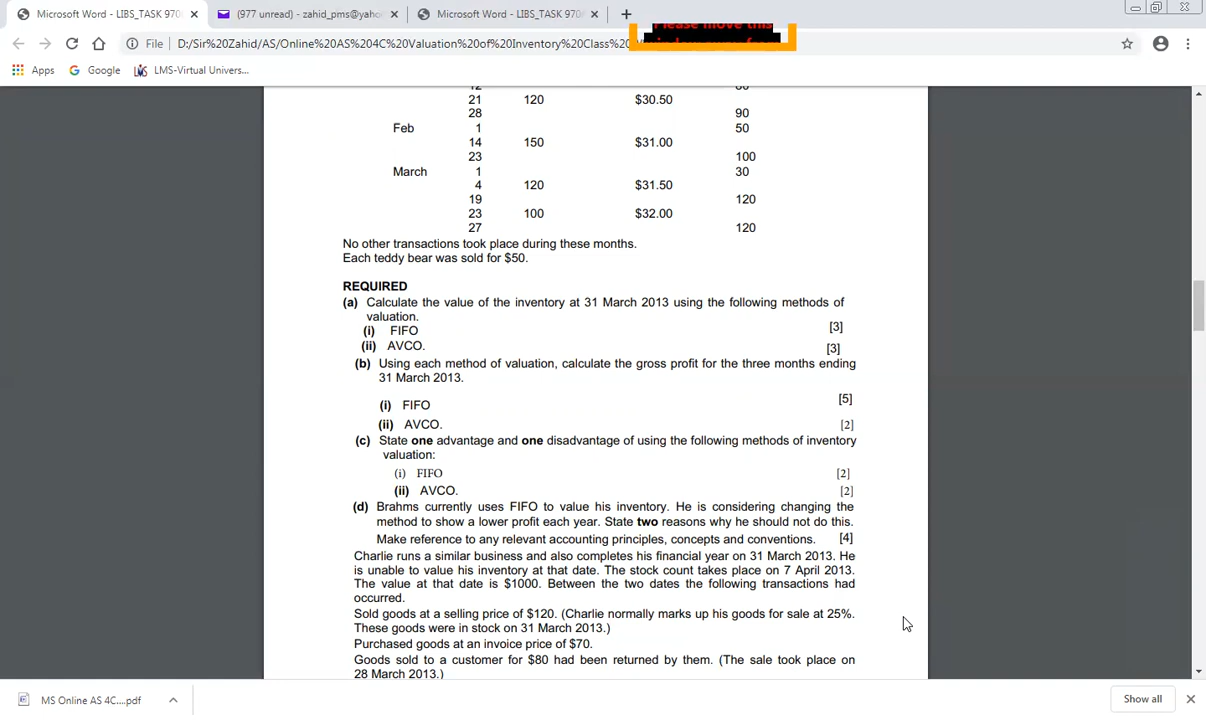 Microsoft Word - LIBS_TASK 970
(977 unread) - zahid_pms@yaho
Microsoft Word - LIBS_TASK 970
Please move this
File
D:/Sir%20Zahid/AS/Online%20AS%204C%20Valuation%20of%20Inventory%20Class%20
Apps
Google
LMS-Virtual Univers...
12
21 120 $30.50
28 90
Feb 1 50
14 150 $31.00
23 100
March 1 30
4 120 $31.50
19 120
23 100 $32.00
27 120
No other transactions took place during these months.
Each teddy bear was sold for $50.
REQUIRED
(a) Calculate the value of the inventory at 31 March 2013 using the following methods of
valuation.
(i) FIFO [3]
(ii) AVCO. [3]
(b) Using each method of valuation, calculate the gross profit for the three months ending
31 March 2013.
(i) FIFO [5]
(ii) AVCO. [2]
(c) State one advantage and one disadvantage of using the following methods of inventory
valuation:
(i) FIFO [2]
(ii) AVCO. [2]
(d) Brahms currently uses FIFO to value his inventory. He is considering changing the
method to show a lower profit each year. State two reasons why he should not do this.
Make reference to any relevant accounting principles, concepts and conventions. [4]
Charlie runs a similar business and also completes his financial year on 31 March 2013. He
is unable to value his inventory at that date. The stock count takes place on 7 April 2013.
The value at that date is $1000. Between the two dates the following transactions had
occurred.
Sold goods at a selling price of $120. (Charlie normally marks up his goods for sale at 25%.
These goods were in stock on 31 March 2013.)
Purchased goods at an invoice price of $70.
Goods sold to a customer for $80 had been returned by them. (The sale took place on
28 March 2013.)
MS Online AS 4C....pdf
Show all